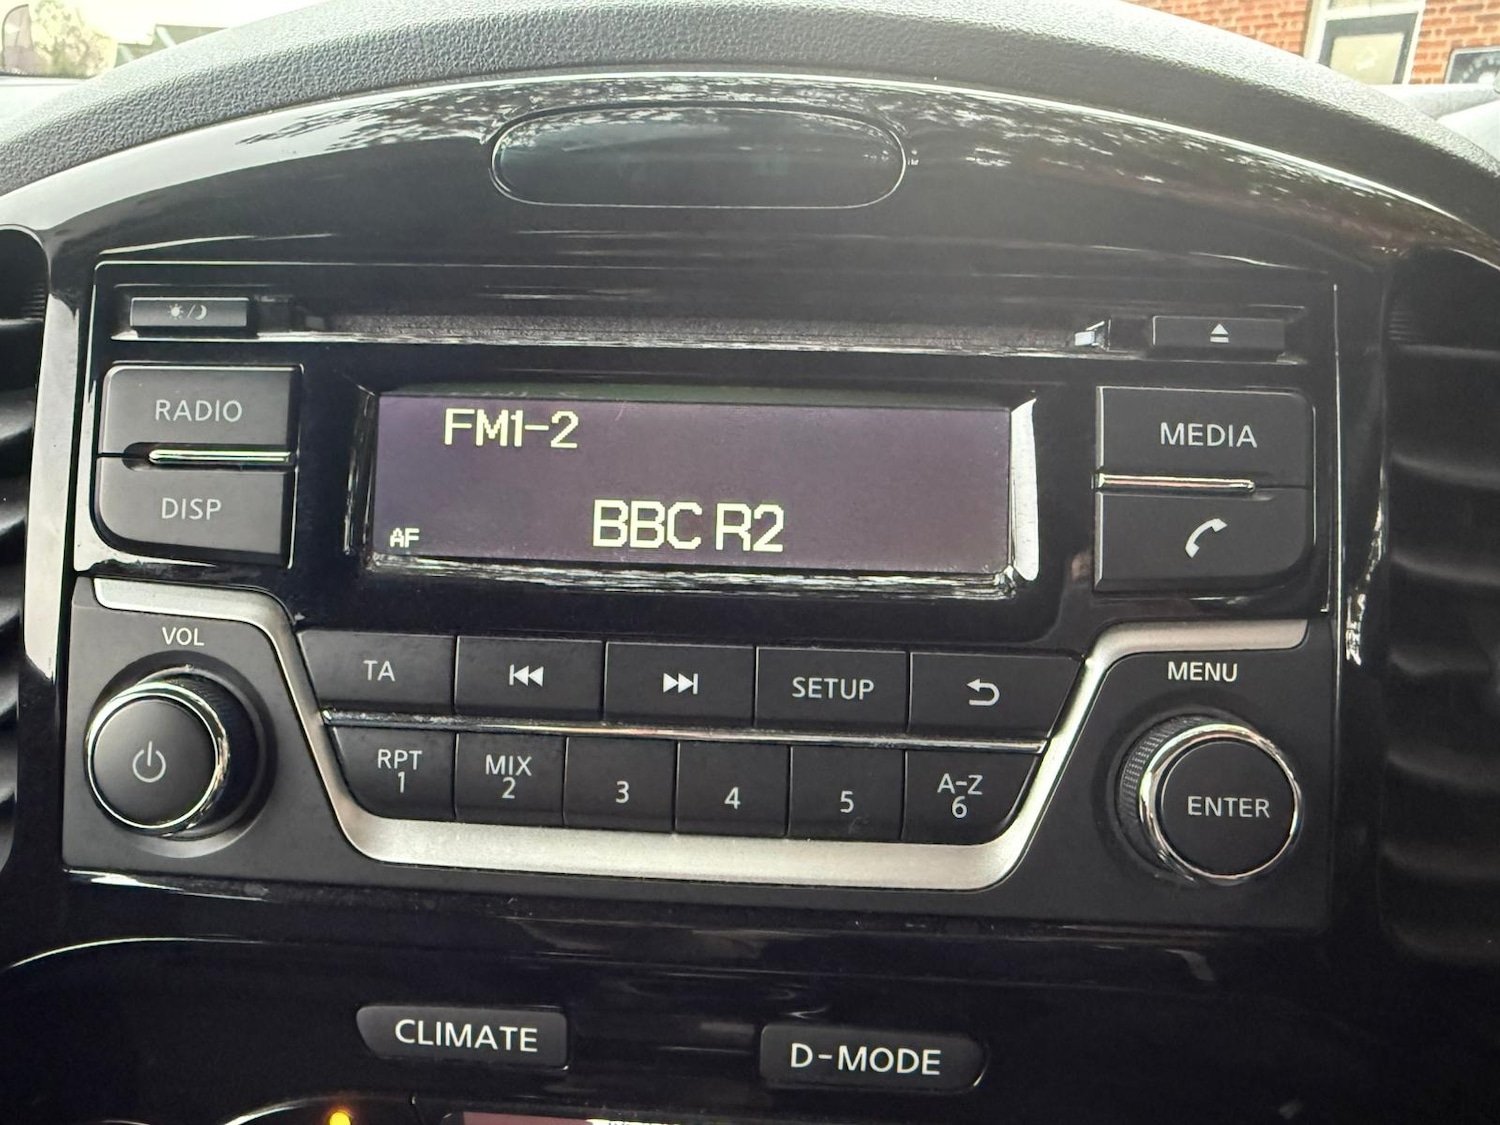 RADIO
DISP
FM1-2
AF
BBC R2
MEDIA
VOL
TA
SETUP
MENU
RPT
1
MIX
2
3
4
5
A-Z
6
ENTER
CLIMATE
D-MODE